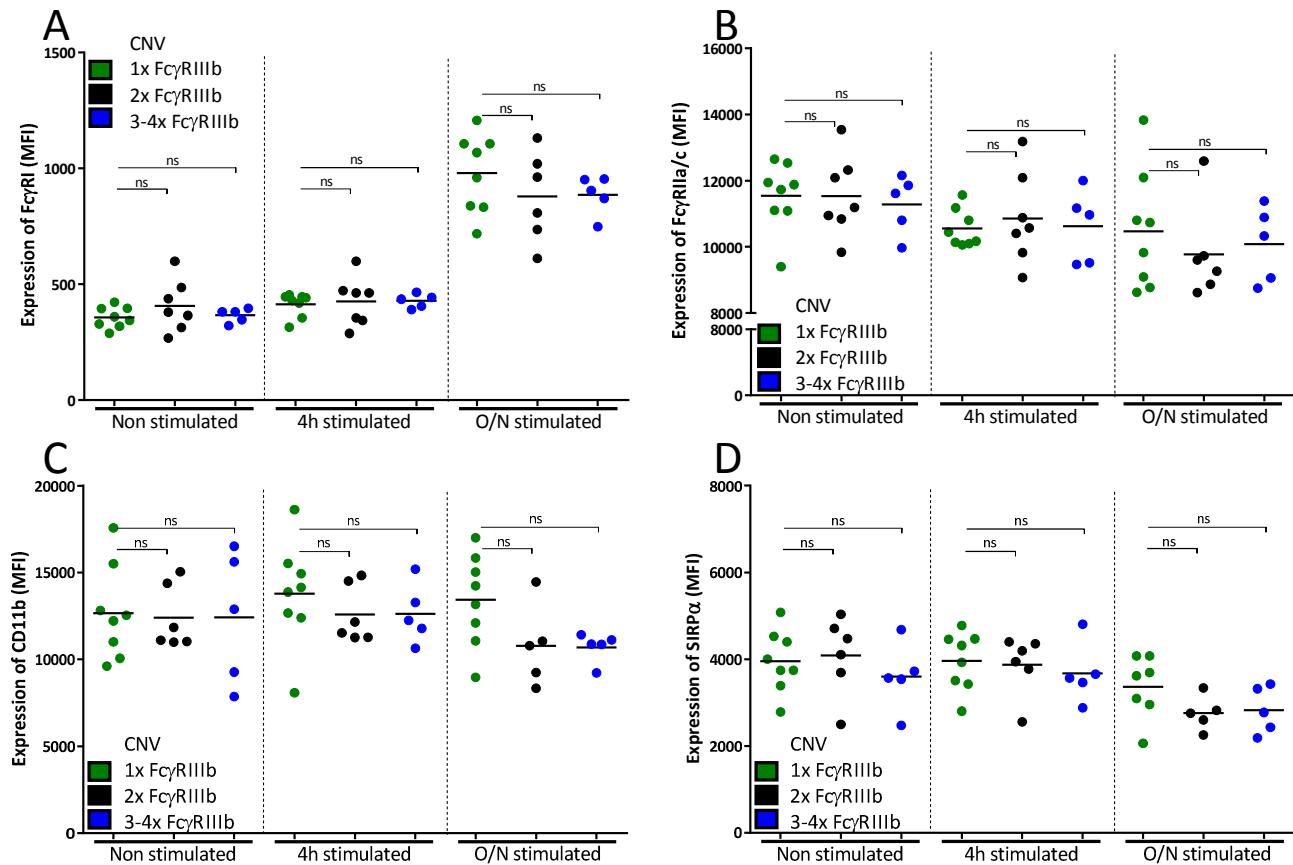 A
Expression of FcγRI (MFI)
1500
1000
500
0
CNV
1x FcγRIIIb
2x FcγRIIIb
3-4x FcγRIIIb
ns
ns
ns
ns
ns
ns
Non stimulated
4h stimulated
O/N stimulated
B
Expression of FcγRIIa/c (MFI)
16000
14000
12000
10000
8000
8000
0
ns
ns
ns
ns
ns
ns
CNV
1x FcγRIIIb
2x FcγRIIIb
3-4x FcγRIIIb
Non stimulated
4h stimulated
O/N stimulated
C
Expression of CD11b (MFI)
20000
15000
10000
5000
0
ns
ns
ns
ns
ns
ns
CNV
1x FcγRIIIb
2x FcγRIIIb
3-4x FcγRIIIb
Non stimulated
4h stimulated
O/N stimulated
D
Expression of SIRPα (MFI)
8000
6000
4000
2000
0
ns
ns
ns
ns
ns
ns
CNV
1x FcγRIIIb
2x FcγRIIIb
3-4x FcγRIIIb
Non stimulated
4h stimulated
O/N stimulated